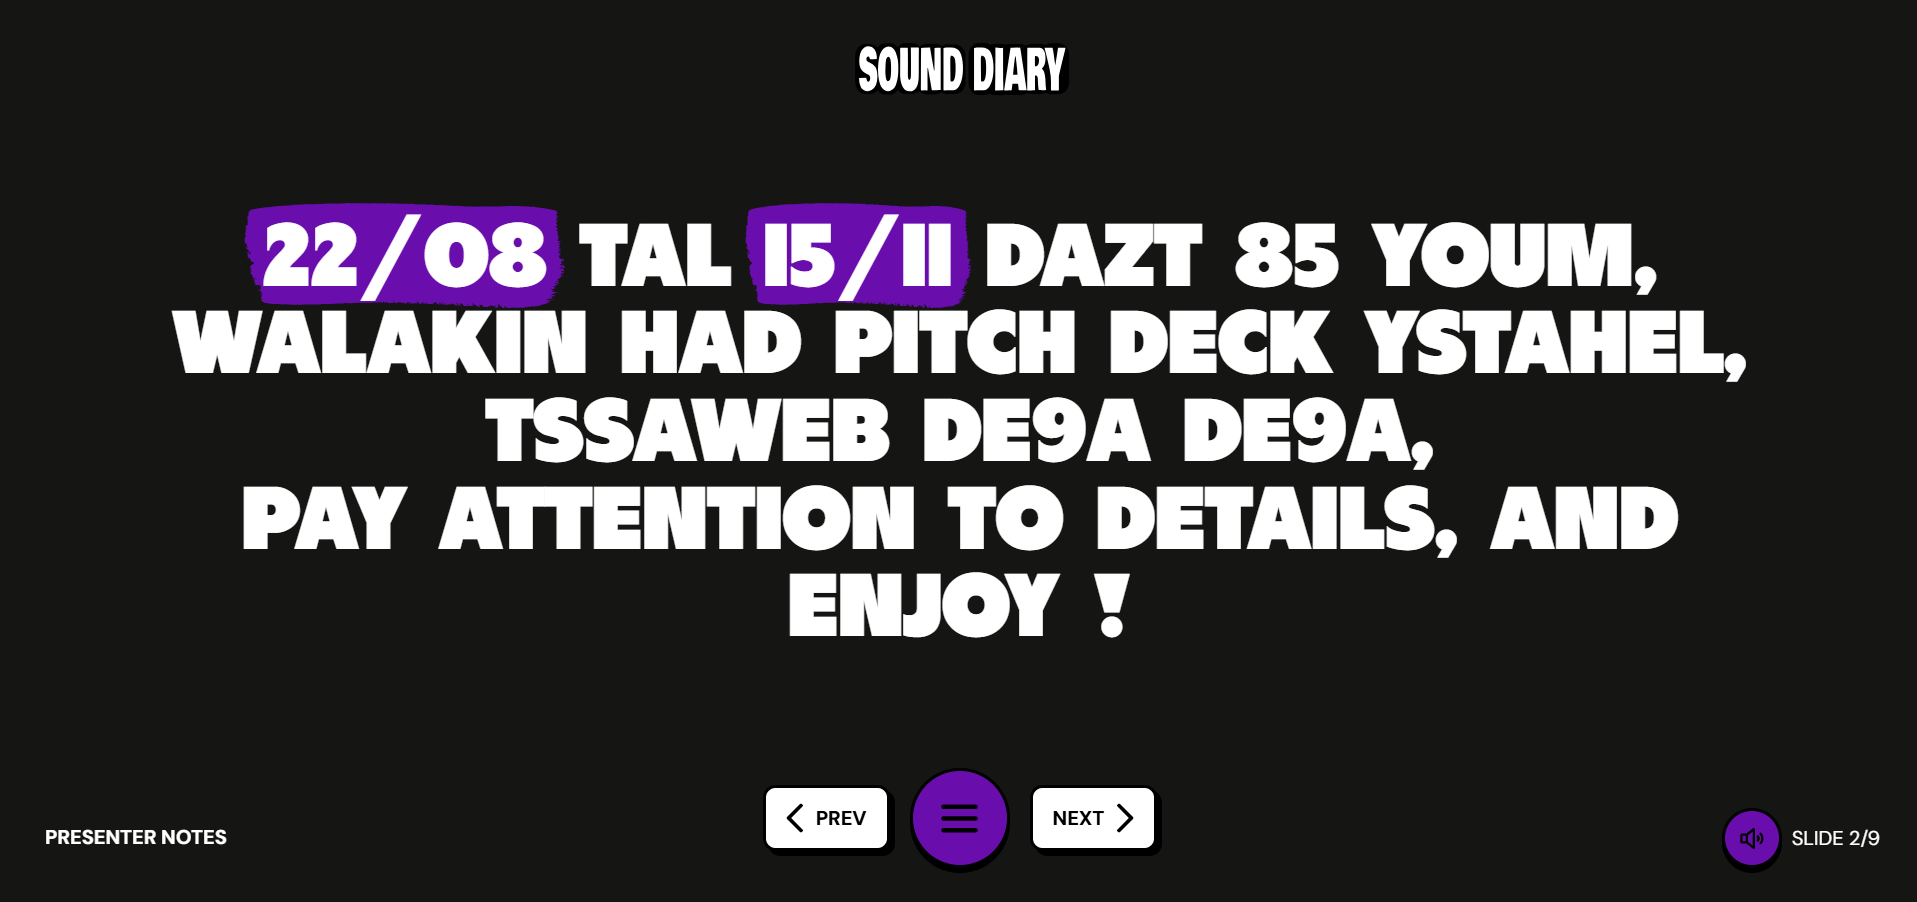 SOUND DIARY
22/08 TAL 15/11 DAZT 85 YOUM,
WALAKIN HAD PITCH DECK YSTAHEL,
TSSAWEB DE9A DE9A,
PAY ATTENTION TO DETAILS, AND
ENJOY !
PREV
NEXT
PRESENTER NOTES
SLIDE 2/9